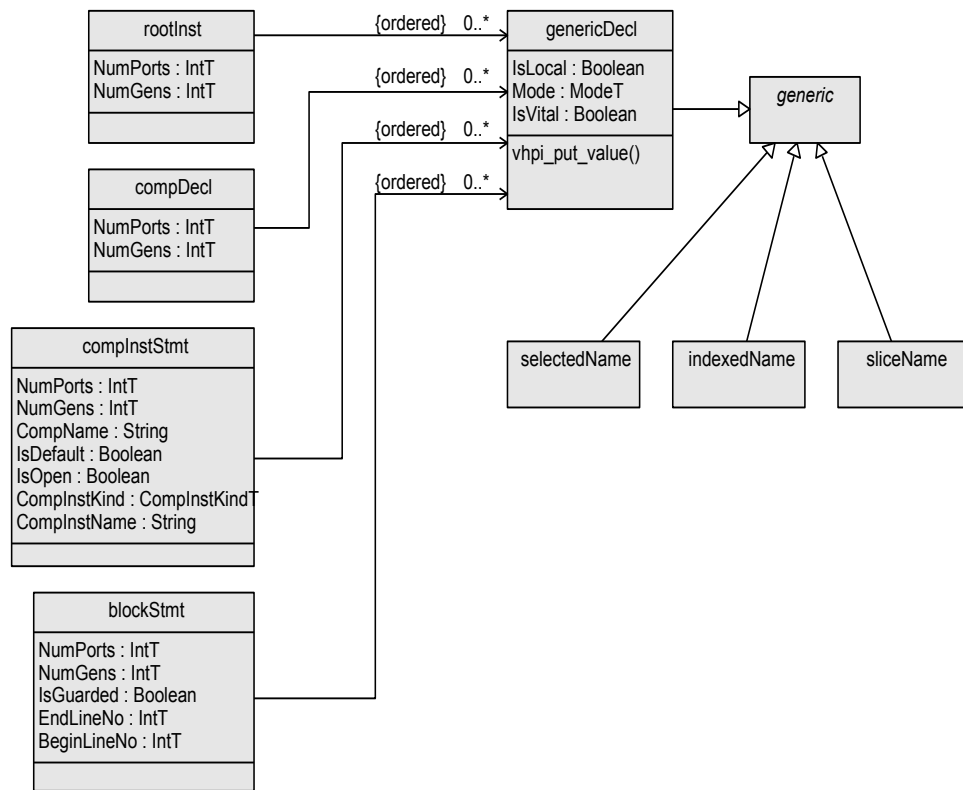 rootInst
NumPorts : IntT
NumGens : IntT
{ordered} 0..*
genericDecl
IsLocal : Boolean
Mode : ModeT
IsVital : Boolean
vhpi_put_value()
generic
{ordered} 0..*
{ordered} 0..*
{ordered} 0..*
compDecl
NumPorts : IntT
NumGens : IntT
compInstStmt
NumPorts : IntT
NumGens : IntT
CompName : String
IsDefault : Boolean
IsOpen : Boolean
CompInstKind : CompInstKindT
CompInstName : String
selectedName
indexedName
sliceName
blockStmt
NumPorts : IntT
NumGens : IntT
IsGuarded : Boolean
EndLineNo : IntT
BeginLineNo : IntT